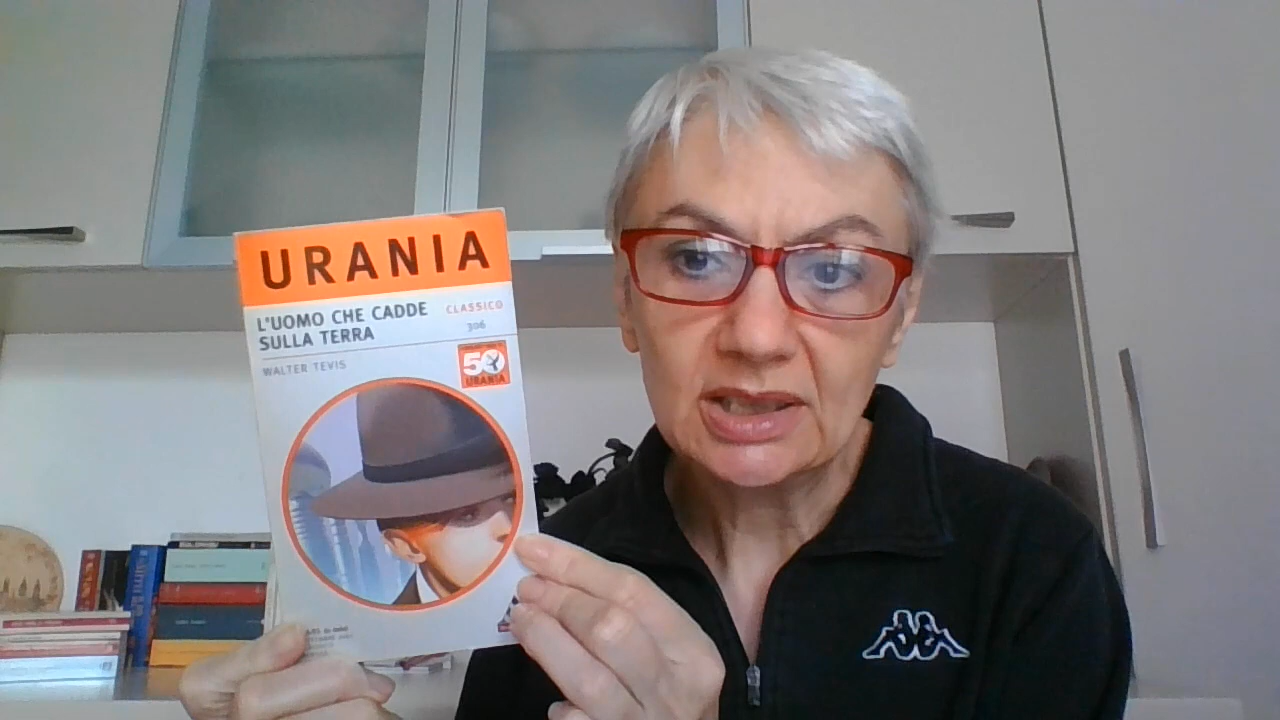 URANIA
L'UOMO CHE CADDE
SULLA TERRA
CLASSICO
306
WALTER TEVIS
50
URANIA